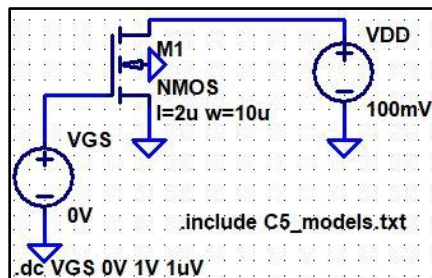 M1
VDD
NMOS
l=2u w=10u
100mV
VGS
0V
.include C5_models.txt
.dc VGS 0V 1V 1uV